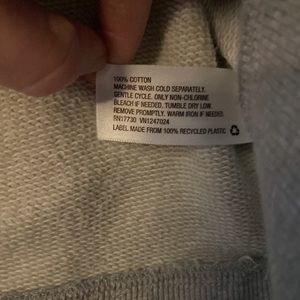 100% COTTON
MACHINE WASH COLD SEPARATELY.
GENTLE CYCLE. ONLY NON-CHLORINE
BLEACH IF NEEDED. TUMBLE DRY LOW.
REMOVE PROMPTLY. WARM IRON IF NEEDED.
RN17730 VN1247024
LABEL MADE FROM 100% RECYCLED PLASTIC